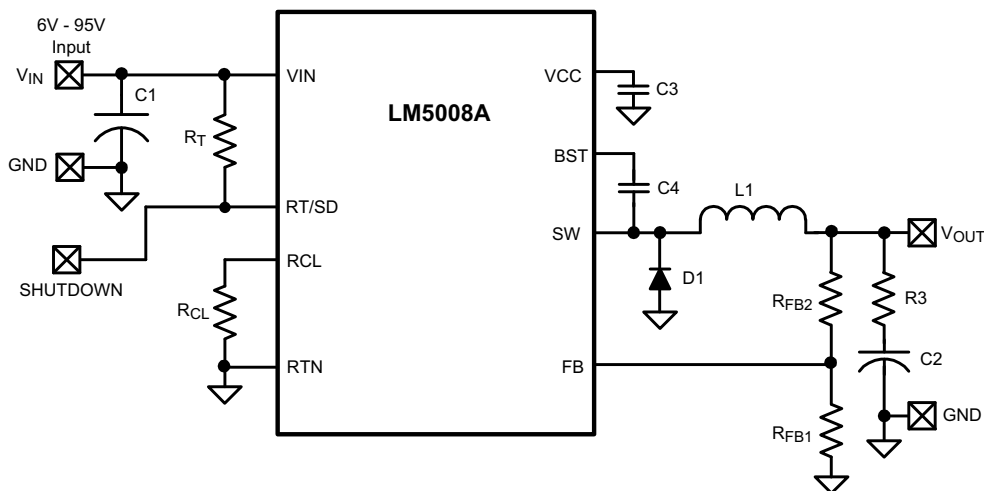 6V - 95V
Input
VIN
C1
GND
RT
SHUTDOWN
RCL
VIN
RT/SD
RCL
RTN
LM5008A
VCC
BST
SW
FB
C3
C4
L1
D1
VOUT
RFB2
R3
C2
RFB1
GND